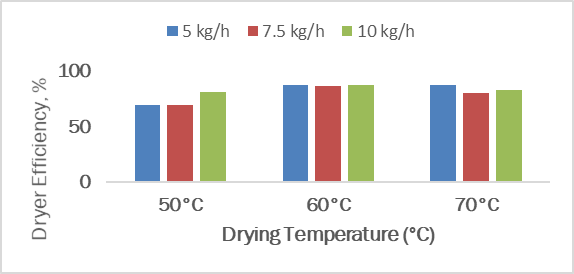 5 kg/h 7.5 kg/h 10 kg/h
Dryer Efficiency, %
100
50
0
50°C 60°C 70°C
Drying Temperature (°C)